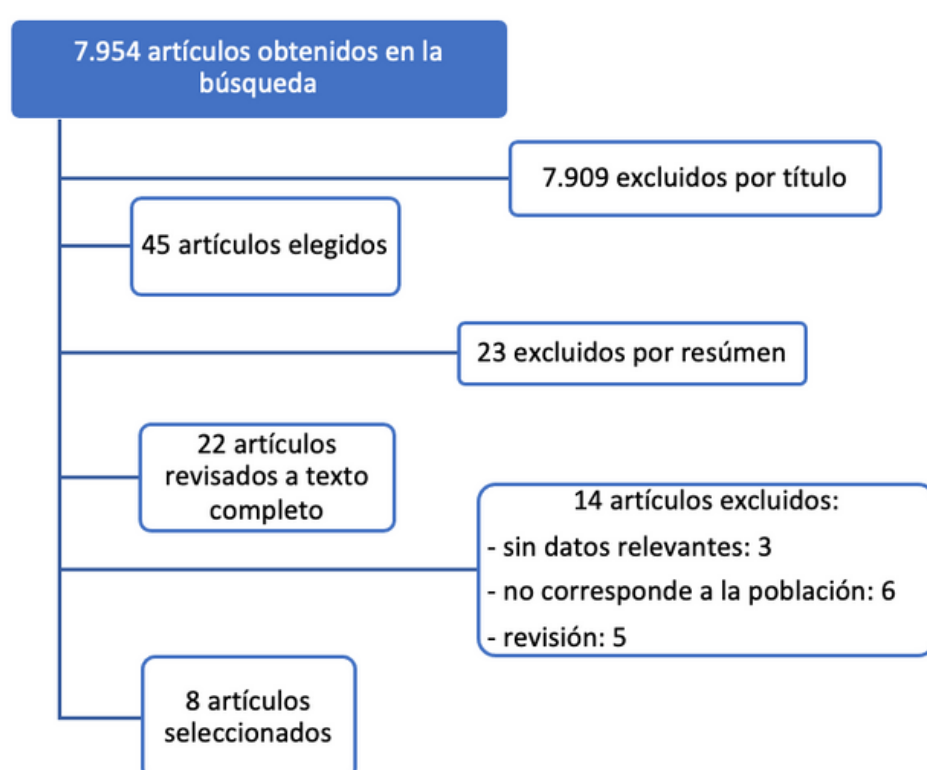 7.954 artículos obtenidos en la
búsqueda
7.909 excluidos por título
45 artículos elegidos
23 excluidos por resúmen
22 artículos
revisados a texto
completo
14 artículos excluidos:
- sin datos relevantes: 3
- no corresponde a la población: 6
- revisión: 5
8 artículos
seleccionados